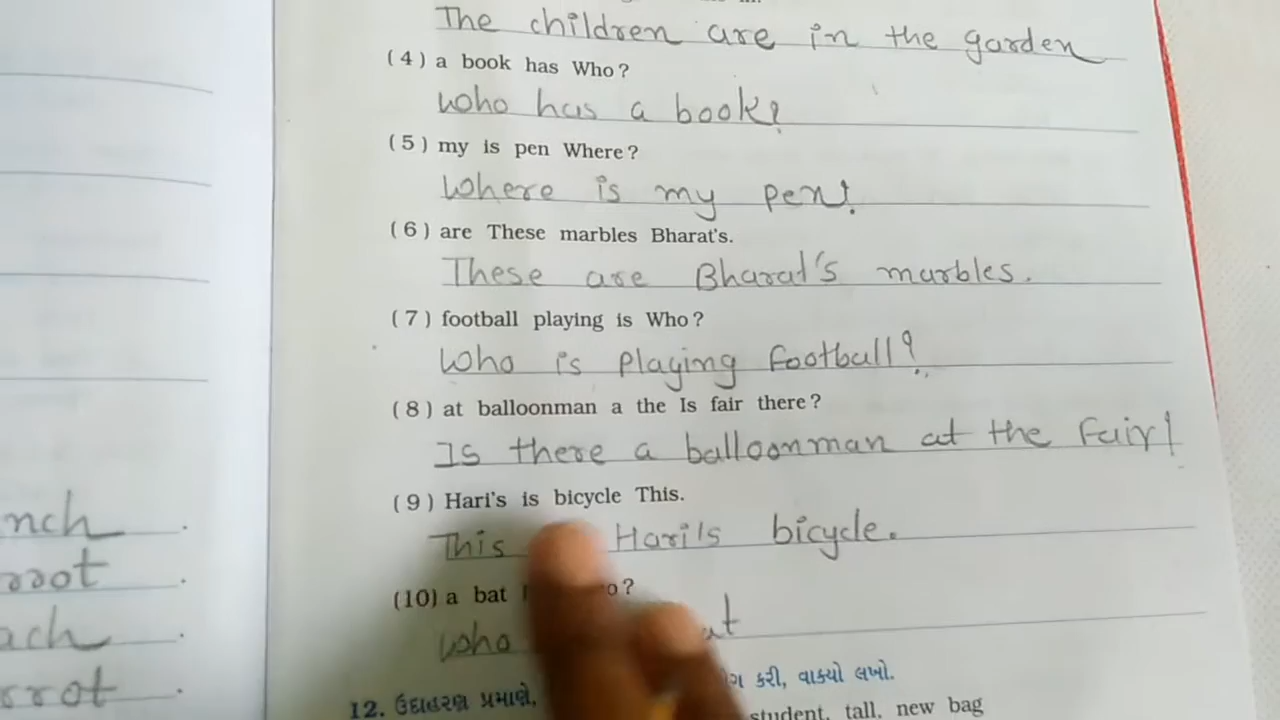 The children are in the garden
(4) a book has Who?
Who has a book?
(5) my is pen Where?
Where is my pen?
(6) are These marbles Bharat's.
These are Bharat's marbles.
(7) football playing is Who?
Who is playing football?
(8) at balloonman a the Is fair there?
Is there a balloonman at the fair?
(9) Hari's is bicycle This.
This Hari's bicycle.
(10) a bat
Who
nch .
rrot .
ach .
rrot .
12. ઉદાહરણ પ્રમાણે, કરી, વાક્યો લખો.
student, tall, new bag